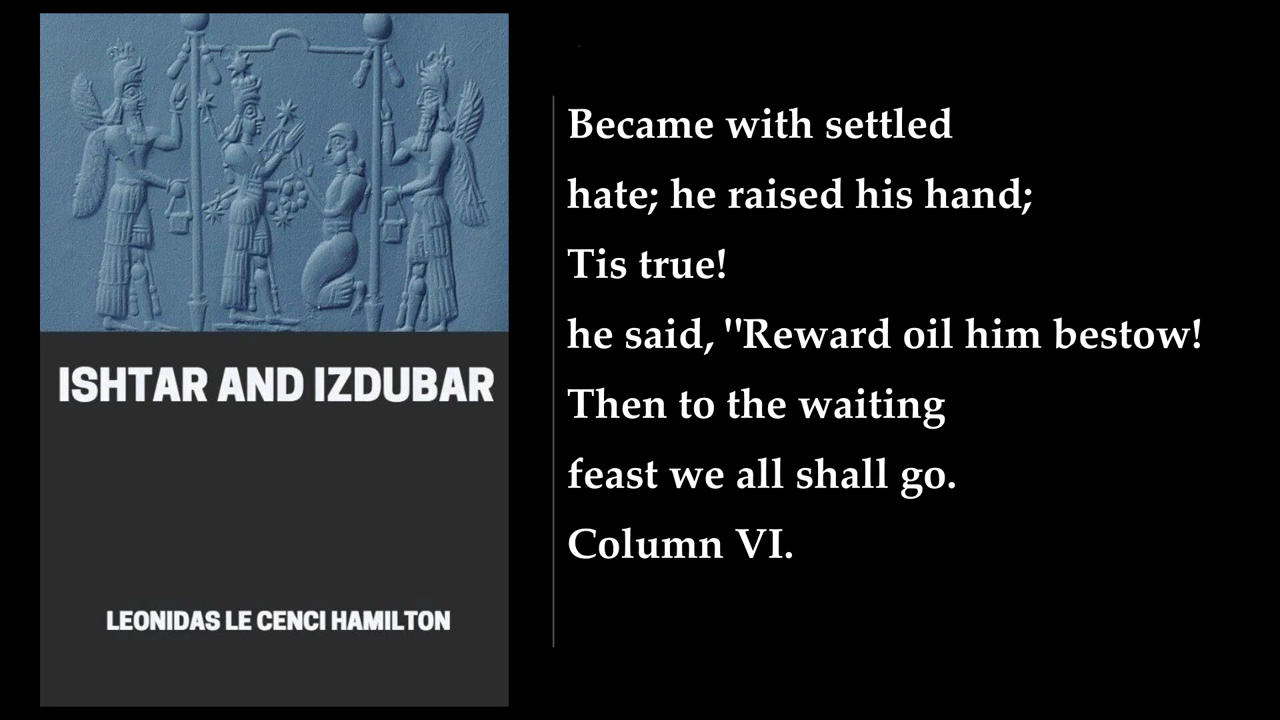 ISHTAR AND IZDUBAR
LEONIDAS LE CENCI HAMILTON
Became with settled
hate; he raised his hand;
Tis true!
he said, "Reward oil him bestow!
Then to the waiting
feast we all shall go.
Column VI.